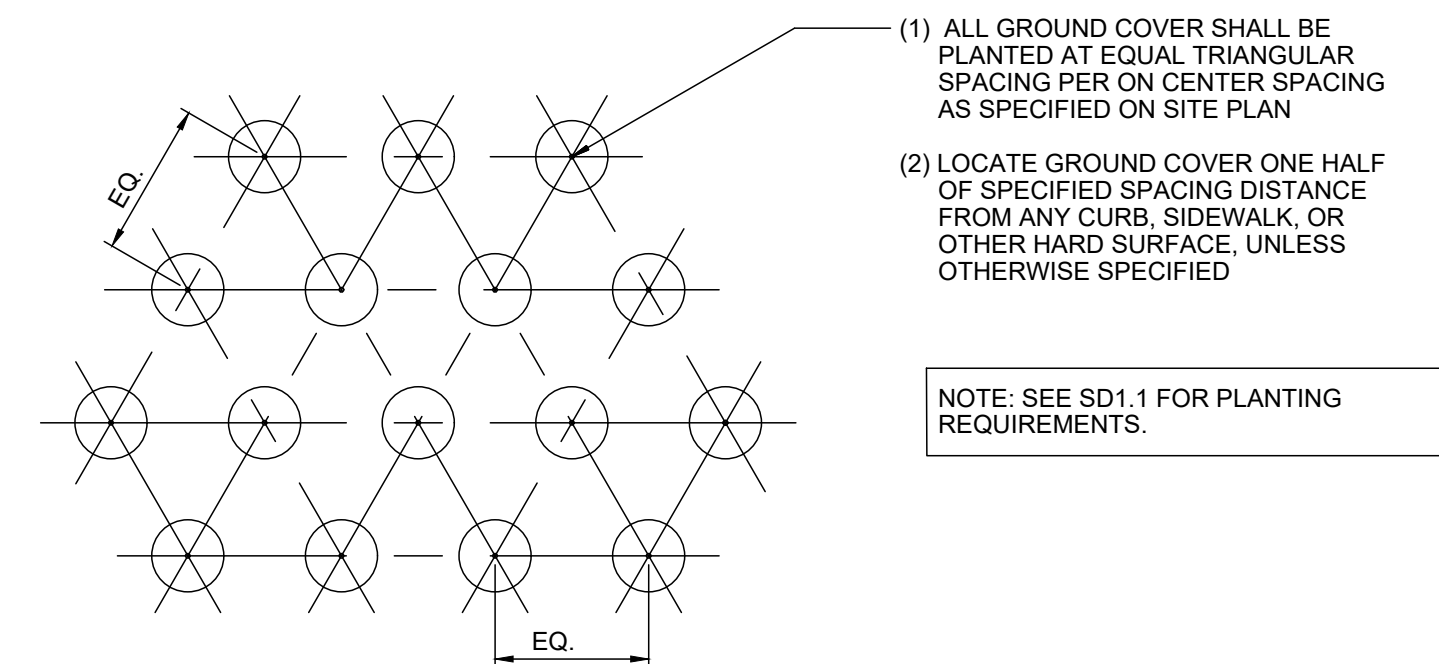 (1) ALL GROUND COVER SHALL BE
PLANTED AT EQUAL TRIANGULAR
SPACING PER ON CENTER SPACING
AS SPECIFIED ON SITE PLAN
(2) LOCATE GROUND COVER ONE HALF
OF SPECIFIED SPACING DISTANCE
FROM ANY CURB, SIDEWALK, OR
OTHER HARD SURFACE, UNLESS
OTHERWISE SPECIFIED
NOTE: SEE SD1.1 FOR PLANTING
REQUIREMENTS.
EQ.
EQ.